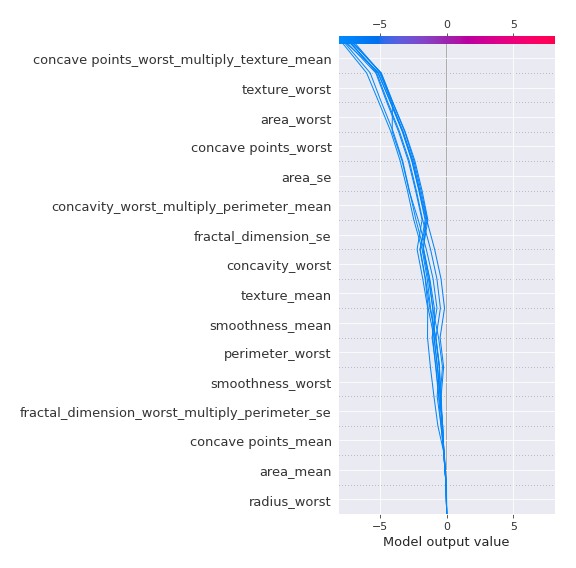 −5 0 5
concave points_worst_multiply_texture_mean
texture_worst
area_worst
concave points_worst
area_se
concavity_worst_multiply_perimeter_mean
fractal_dimension_se
concavity_worst
texture_mean
smoothness_mean
perimeter_worst
smoothness_worst
fractal_dimension_worst_multiply_perimeter_se
concave points_mean
area_mean
radius_worst
−5 0 5
Model output value